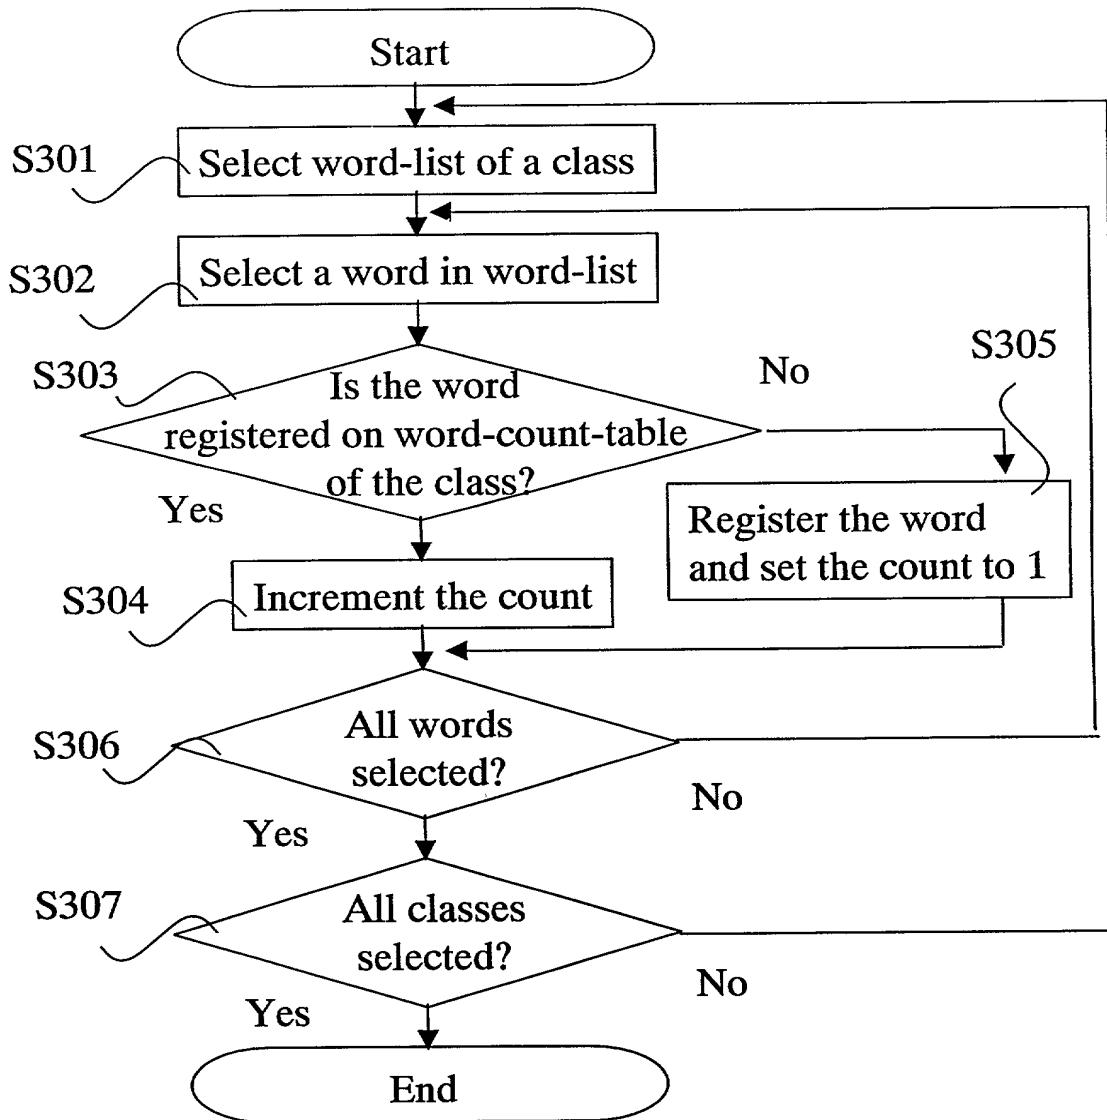 Start
S301
Select word-list of a class
S302
Select a word in word-list
S303
Is the word
registered on word-count-table
of the class?
No
S305
Yes
Register the word
and set the count to 1
S304
Increment the count
S306
All words
selected?
No
Yes
S307
All classes
selected?
No
Yes
End